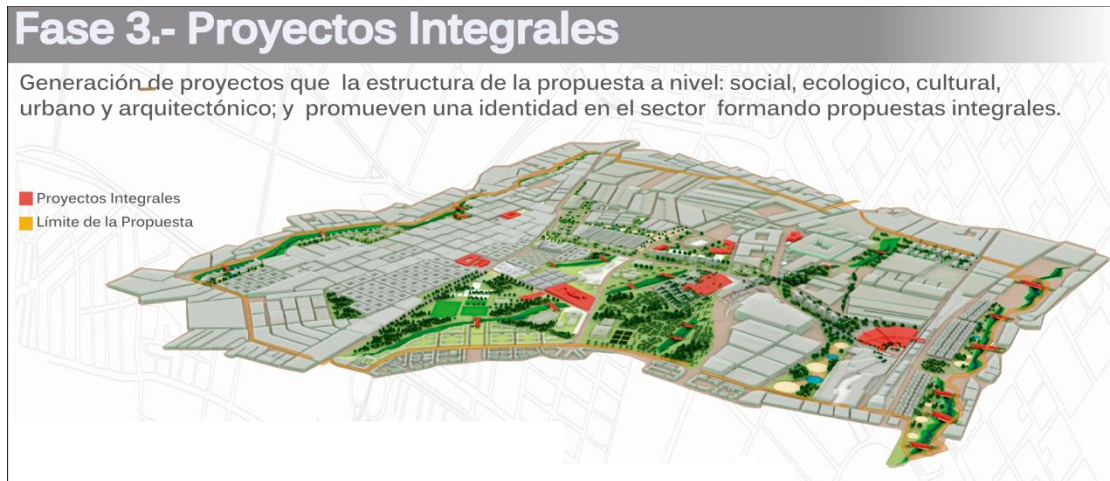 Fase 3.- Proyectos Integrales
Generación de proyectos que la estructura de la propuesta a nivel: social, ecologico, cultural,
urbano y arquitectónico; y promueven una identidad en el sector formando propuestas integrales.
Proyectos Integrales
Límite de la Propuesta